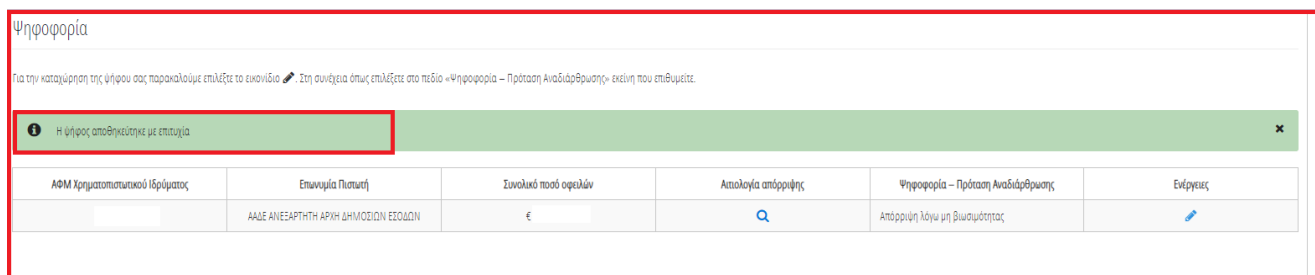 Ψηφοφορία
Για την καταχώρηση της ψήφου σας παρακαλούμε επιλέξτε το εικονίδιο . Στη συνέχεια όπως επιλέξετε στο πεδίο «Ψηφοφορία – Πρόταση Αναδιάρθρωσης» εκείνη που επιθυμείτε.
Η ψήφος αποθηκεύτηκε με επιτυχία
ΑΦΜ Χρηματοπιστωτικού Ιδρύματος Επωνυμία Πιστωτή Συνολικό ποσό οφειλών Αιτιολογία απόρριψης Ψηφοφορία – Πρόταση Αναδιάρθρωσης Ενέργειες
ΑΑΔΕ ΑΝΕΞΑΡΤΗΤΗ ΑΡΧΗ ΔΗΜΟΣΙΩΝ ΕΣΟΔΩΝ € Απόρριψη λόγω μη βιωσιμότητας